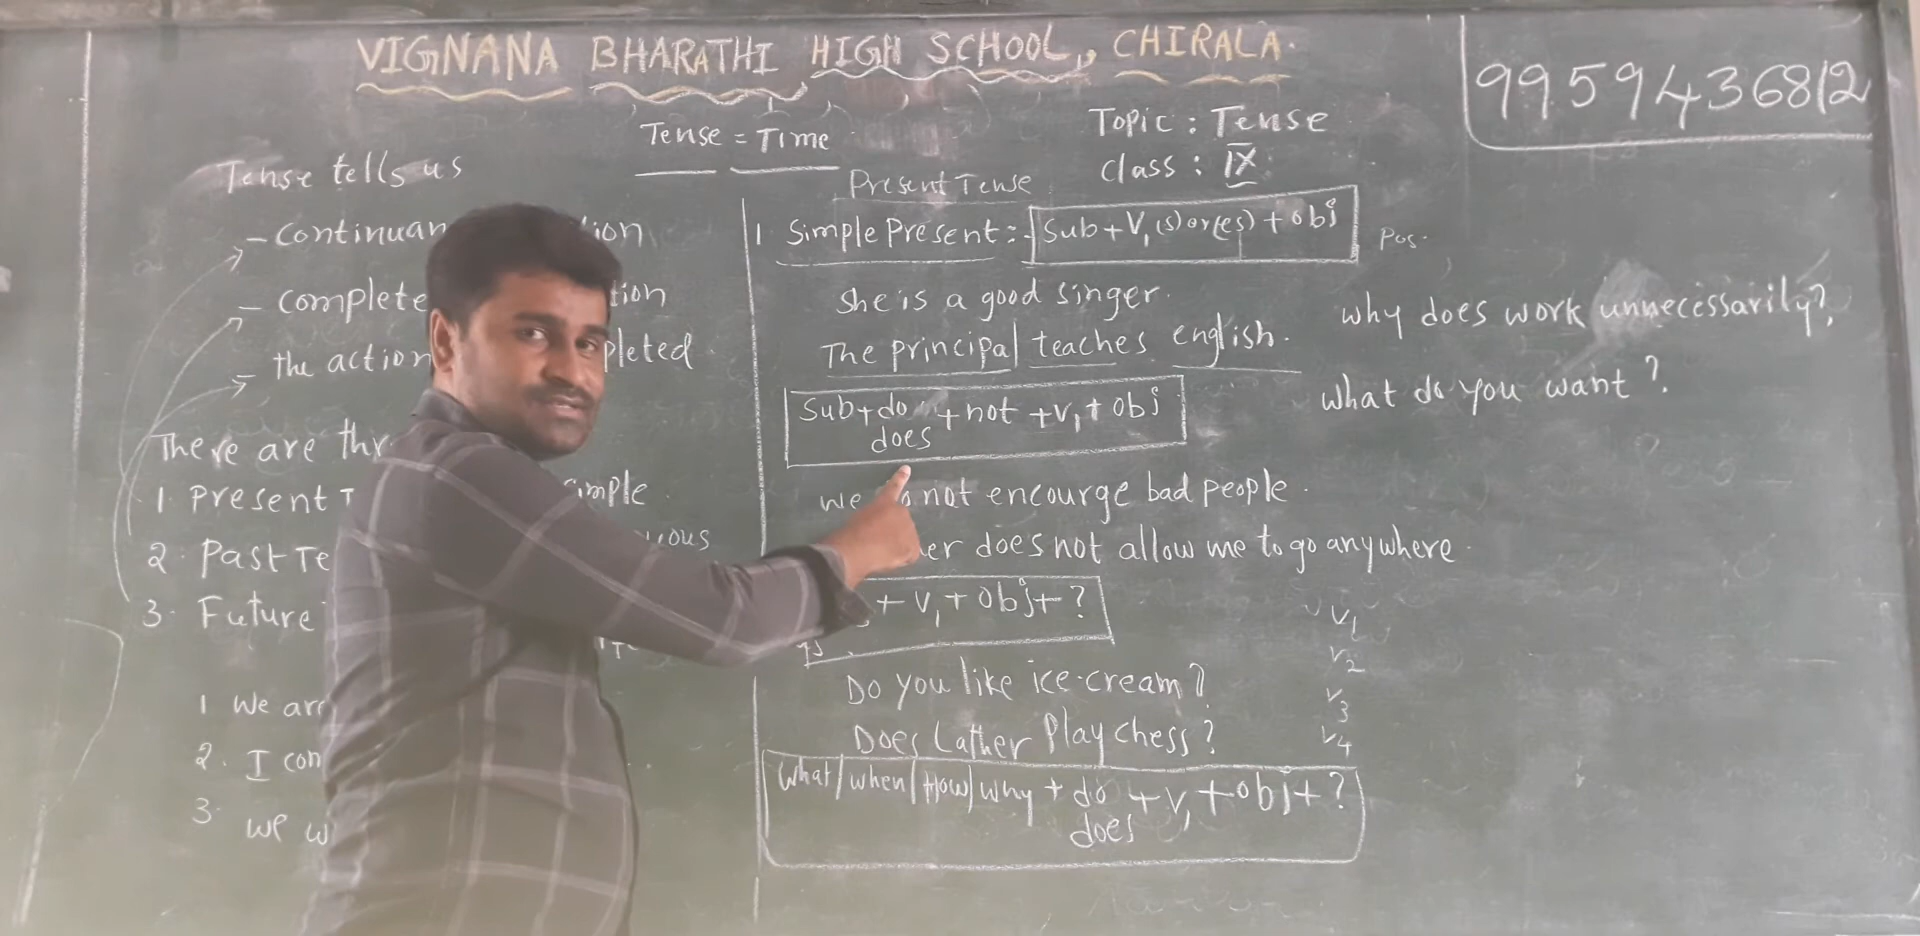 VIGNANA BHARATHI HIGH SCHOOL, CHIRALA.
9959436812
Tense = Time
Topic : Tense
Class : IX
Tense tells us
- continuan ion
- complete tion
- the action pleted
There are thr
1. Present T imple
2. Past Te uous
3. Future
1 We are
2. I con
3. we w
Present Tense
1 Simple Present :- Sub + V1 (s) or (es) + obj Pos.
She is a good singer.
The principal teaches english.
Sub + do + not + V1 + obj
does
we not encourge bad people.
er does not allow me to go anywhere.
+ V1 + Obj + ?
Do you like ice-cream?
Does Father Play chess?
What / when / How / why + do + V1 + obj + ?
does
why does work unnecessarily?
what do you want?
V1
V2
V3
V4